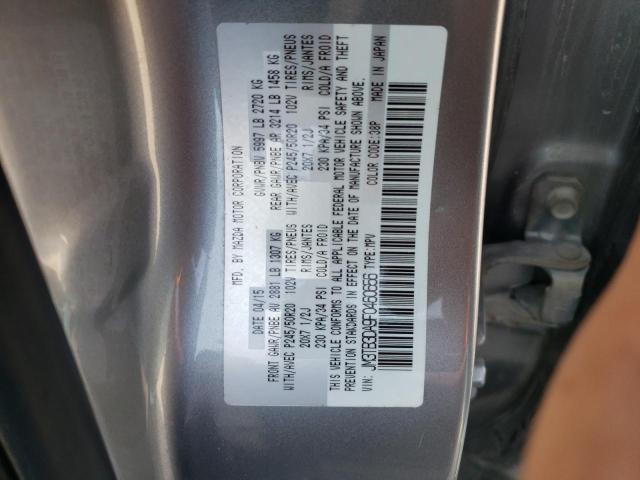 MFD. BY MAZDA MOTOR CORPORATION
DATE 04/15 GVWR/PNBV 5997 LB 2720 KG
FRONT GAWR/PNBE AV 2881 LB 1307 KG REAR GAWR/PNBE AR 3214 LB 1458 KG
WITH/AVEC P245/50R20 102V TIRES/PNEUS WITH/AVEC P245/50R20 102V TIRES/PNEUS
20X7 1/2J RIMS/JANTES 20X7 1/2J RIMS/JANTES
230 KPA/34 PSI COLD/A FROID 230 KPA/34 PSI COLD/A FROID
THIS VEHICLE CONFORMS TO ALL APPLICABLE FEDERAL MOTOR VEHICLE SAFETY AND THEFT
PREVENTION STANDARDS IN EFFECT ON THE DATE OF MANUFACTURE SHOWN ABOVE.
VIN: JM3TB3DA9F0460666 TYPE:MPV COLOR CODE:38P MADE IN JAPAN